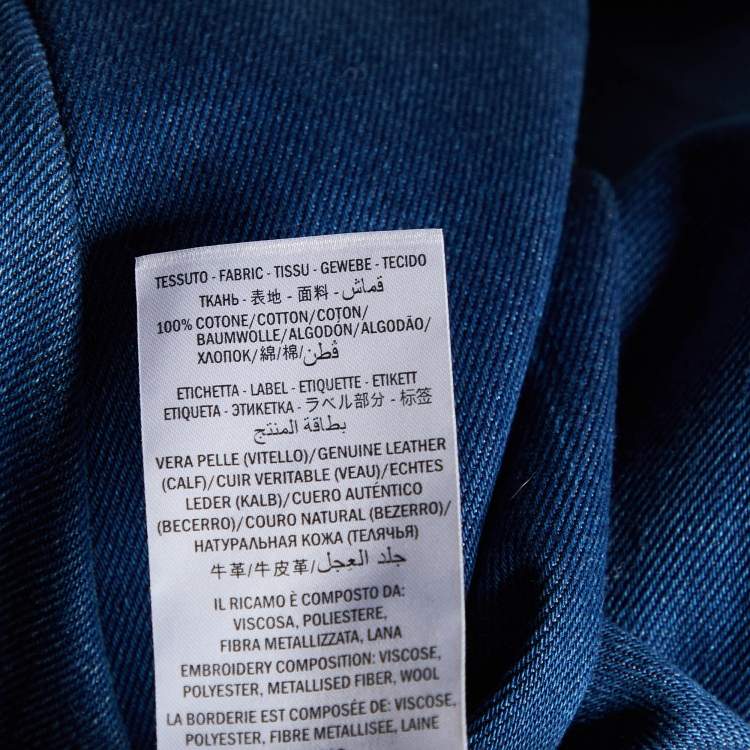 TESSUTO - FABRIC - TISSU - GEWEBE - TECIDO
ТКАНЬ - 表地 - 面料 - قماش
100% COTONE/COTTON/COTON/
BAUMWOLLE/ALGODÓN/ALGODÃO/
ХЛОПОК/綿/棉/قطن
ETICHETTA - LABEL - ETIQUETTE - ETIKETT
ETIQUETA - ЭТИКЕТКА - ラベル部分 - 标签
بطاقة المنتج
VERA PELLE (VITELLO)/GENUINE LEATHER
(CALF)/CUIR VERITABLE (VEAU)/ECHTES
LEDER (KALB)/CUERO AUTÉNTICO
(BECERRO)/COURO NATURAL (BEZERRO)/
НАТУРАЛЬНАЯ КОЖА (ТЕЛЯЧЬЯ)
牛革/牛皮革/جلد العِجل
IL RICAMO È COMPOSTO DA:
VISCOSA, POLIESTERE,
FIBRA METALLIZZATA, LANA
EMBROIDERY COMPOSITION: VISCOSE,
POLYESTER, METALLISED FIBER, WOOL
LA BORDERIE EST COMPOSÉE DE: VISCOSE,
POLYESTER, FIBRE METALLISEE, LAINE